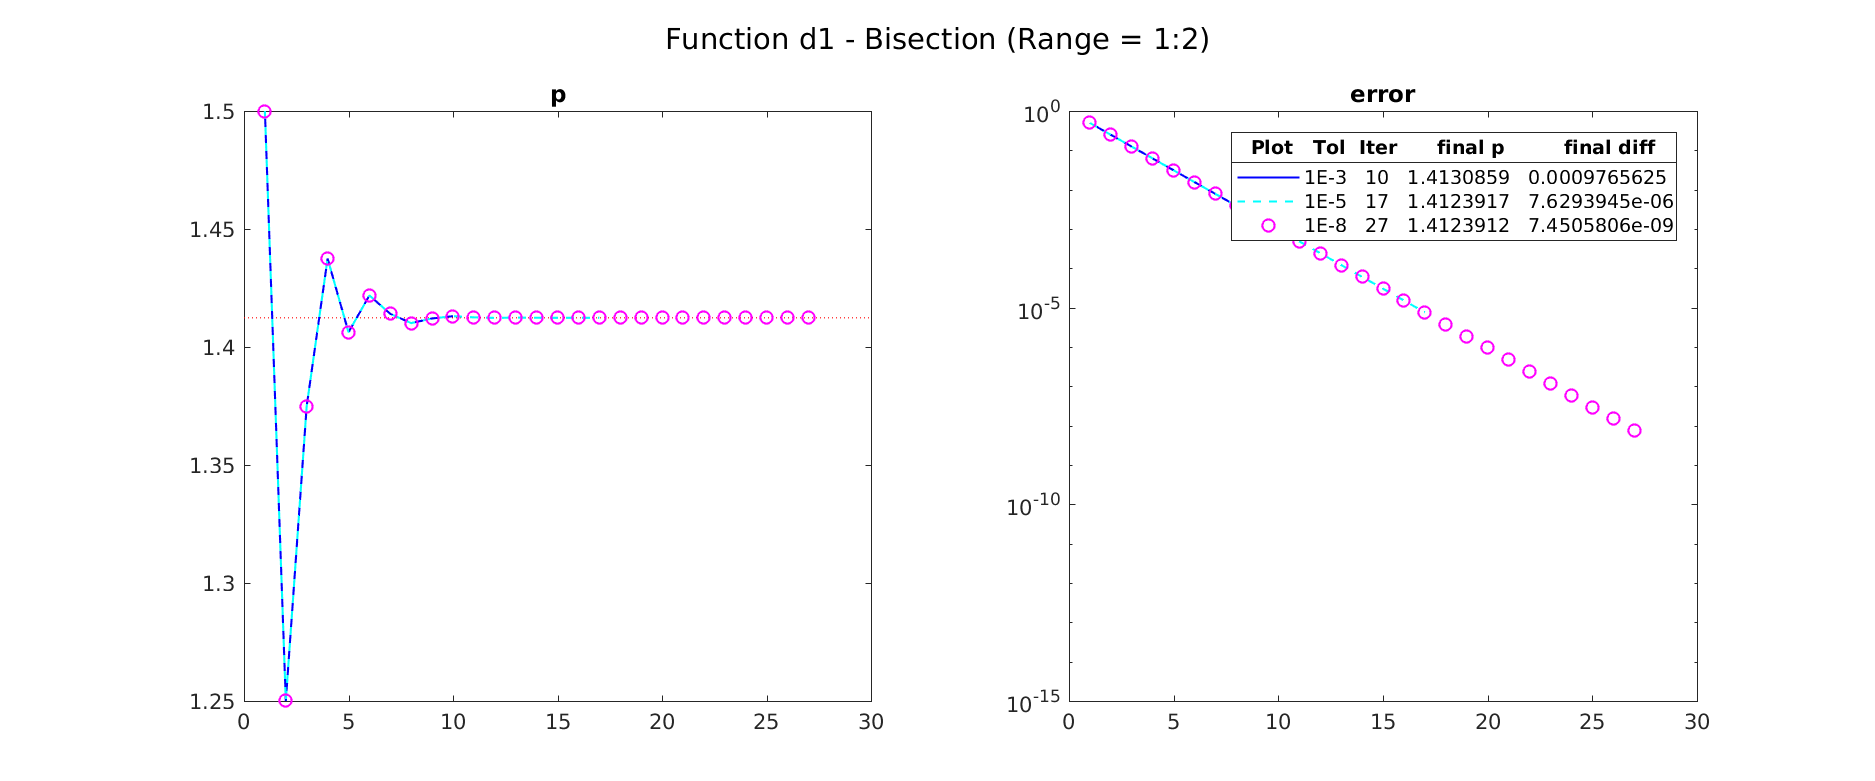 Function d1 - Bisection (Range = 1:2)
p
1.5
1.45
1.4
1.35
1.3
1.25
0 5 10 15 20 25 30
error
10^0
10^-5
10^-10
10^-15
0 5 10 15 20 25 30
Plot Tol Iter final p final diff
1E-3 10 1.4130859 0.0009765625
1E-5 17 1.4123917 7.6293945e-06
1E-8 27 1.4123912 7.4505806e-09